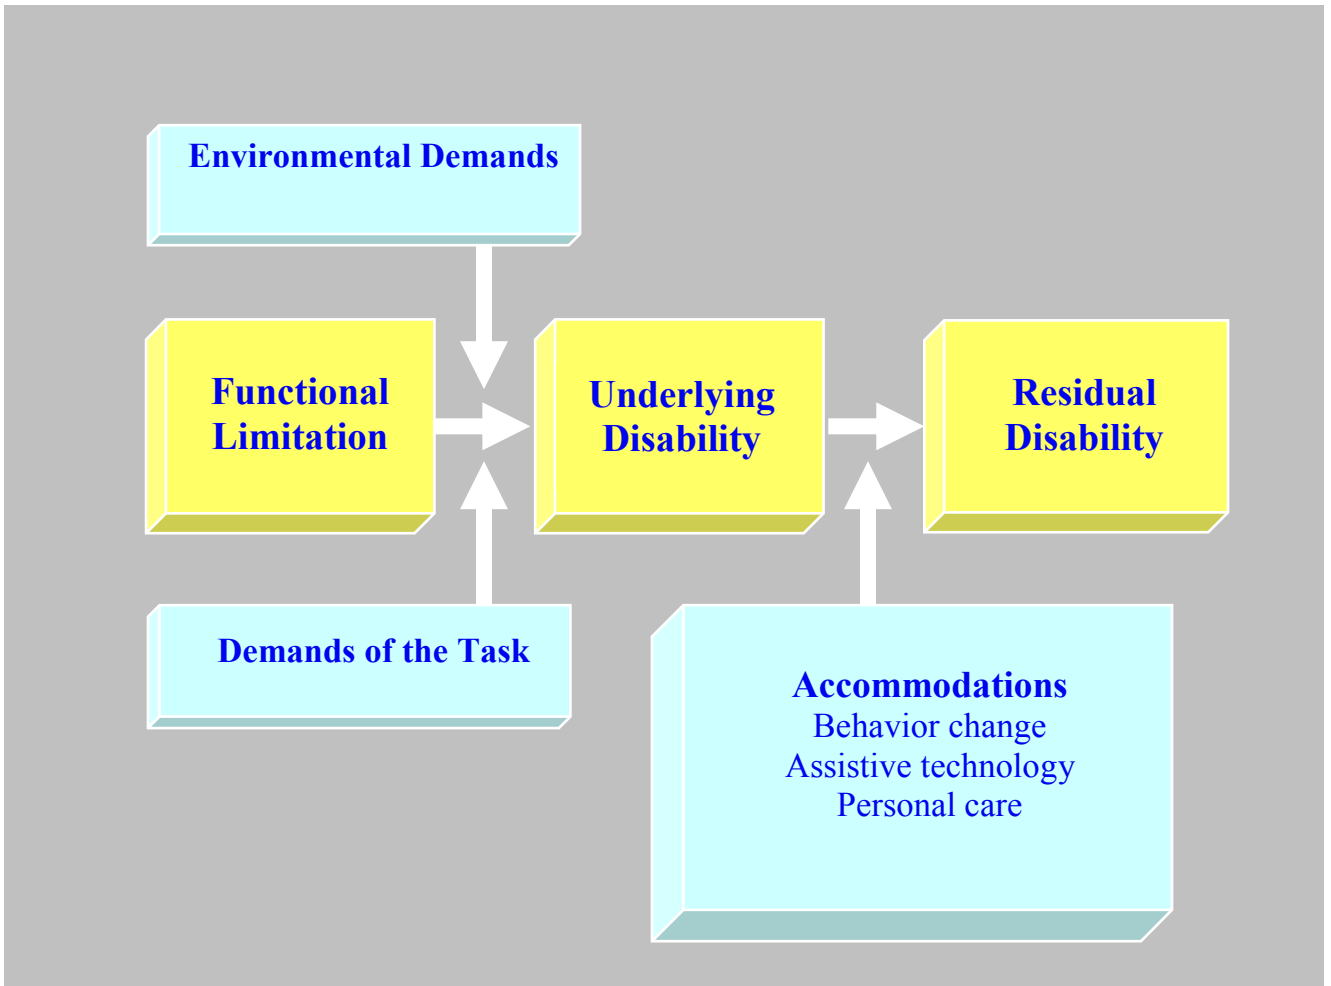 Environmental Demands
Functional
Limitation
Underlying
Disability
Residual
Disability
Demands of the Task
Accommodations
Behavior change
Assistive technology
Personal care